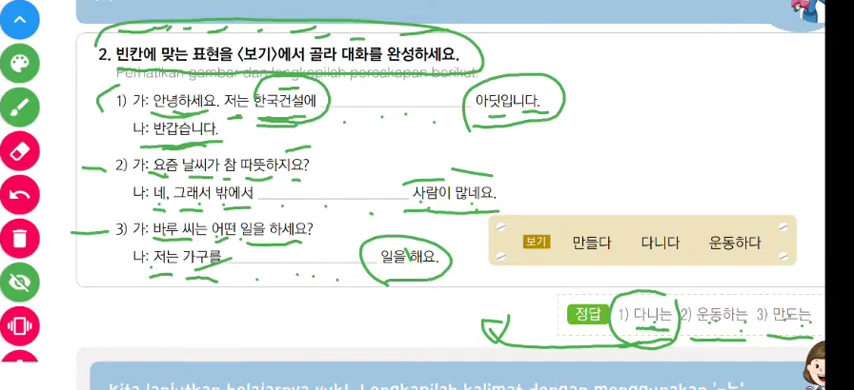 2. 빈칸에 맞는 표현을 <보기>에서 골라 대화를 완성하세요.
Perhatikan gambar dan lengkapilah percakapan berikut.
1) 가: 안녕하세요. 저는 한국건설에 ____ 아딧입니다.
나: 반갑습니다.
2) 가: 요즘 날씨가 참 따뜻하지요?
나: 네, 그래서 밖에서 ____ 사람이 많네요.
3) 가: 바루 씨는 어떤 일을 하세요?
나: 저는 가구를 ____ 일을 해요.
보기 만들다 다니다 운동하다
정답 1) 다니는 2) 운동하는 3) 만드는